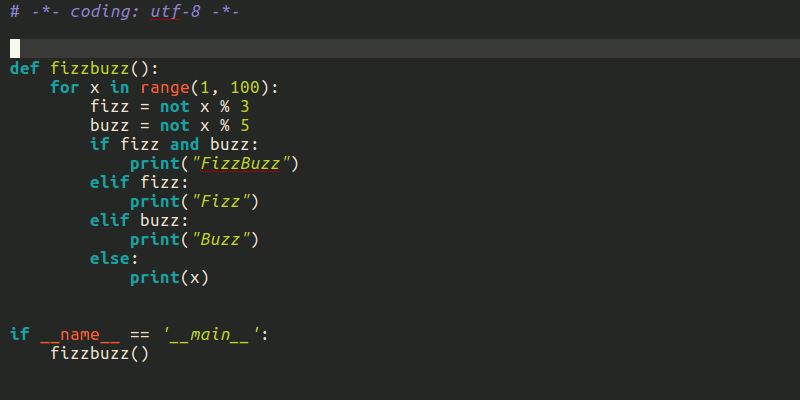 # -*- coding: utf-8 -*-
def fizzbuzz():
    for x in range(1, 100):
        fizz = not x % 3
        buzz = not x % 5
        if fizz and buzz:
            print("FizzBuzz")
        elif fizz:
            print("Fizz")
        elif buzz:
            print("Buzz")
        else:
            print(x)
if __name__ == '__main__':
    fizzbuzz()